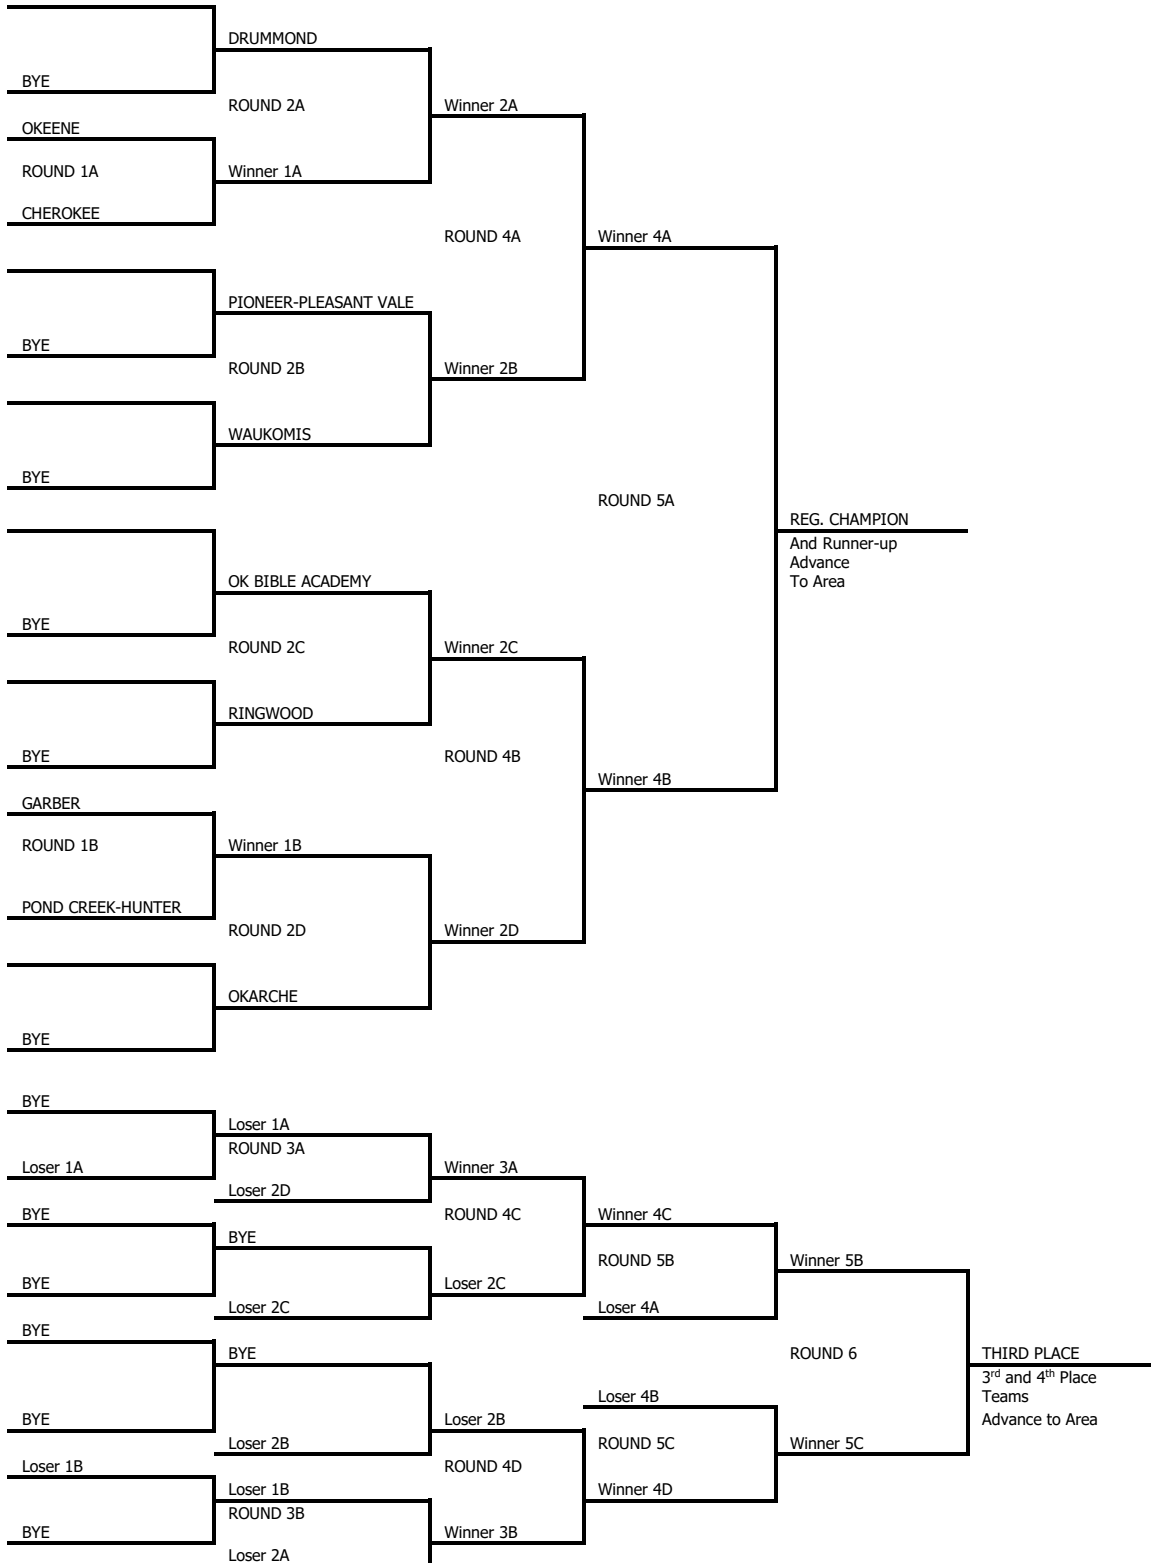 DRUMMOND
BYE
ROUND 2A
Winner 2A
OKEENE
ROUND 1A
Winner 1A
CHEROKEE
ROUND 4A
Winner 4A
PIONEER-PLEASANT VALE
BYE
ROUND 2B
Winner 2B
WAUKOMIS
BYE
ROUND 5A
REG. CHAMPION
And Runner-up
Advance
To Area
OK BIBLE ACADEMY
BYE
ROUND 2C
Winner 2C
RINGWOOD
BYE
ROUND 4B
Winner 4B
GARBER
ROUND 1B
Winner 1B
POND CREEK-HUNTER
ROUND 2D
Winner 2D
OKARCHE
BYE
BYE
Loser 1A
ROUND 3A
Loser 1A
Winner 3A
Loser 2D
BYE
ROUND 4C
Winner 4C
BYE
ROUND 5B
Winner 5B
BYE
Loser 2C
Loser 2C
Loser 4A
BYE
BYE
ROUND 6
THIRD PLACE
3rd and 4th Place
Teams
Advance to Area
Loser 4B
BYE
Loser 2B
Loser 2B
ROUND 5C
Winner 5C
Loser 1B
ROUND 4D
Loser 1B
Winner 4D
ROUND 3B
BYE
Winner 3B
Loser 2A